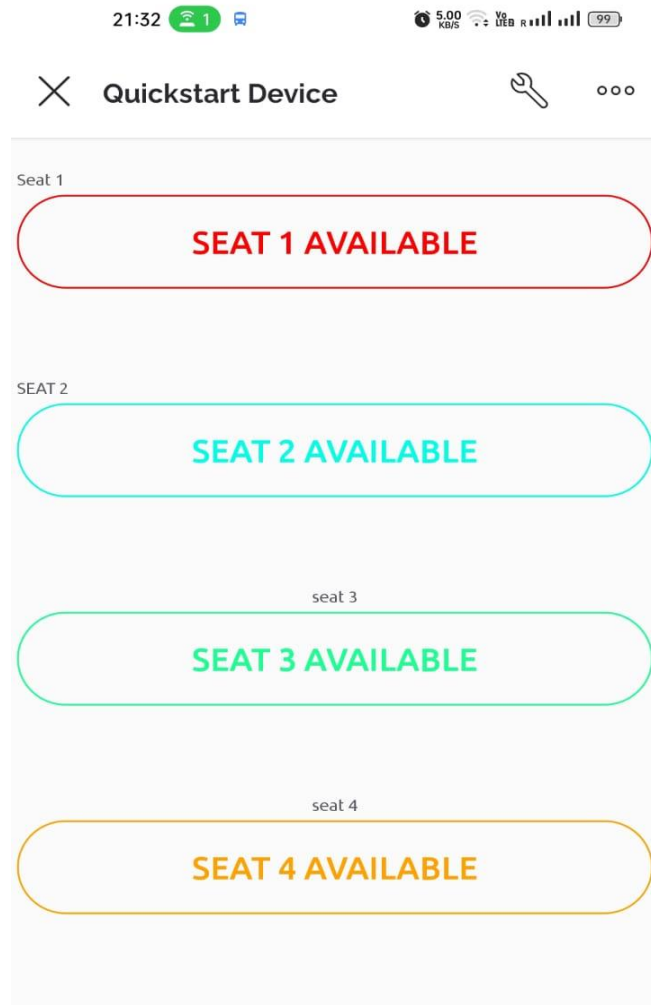 21:32 1 5.00 KB/S Vo LTE R 99
Quickstart Device
Seat 1
SEAT 1 AVAILABLE
SEAT 2
SEAT 2 AVAILABLE
seat 3
SEAT 3 AVAILABLE
seat 4
SEAT 4 AVAILABLE